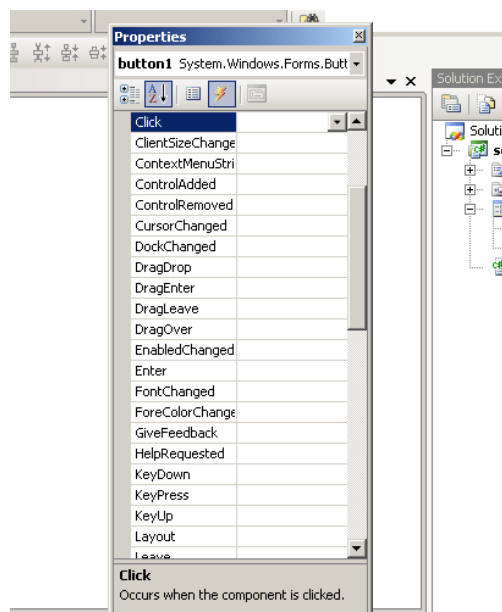 Properties
button1 System.Windows.Forms.Butt
Click
ClientSizeChange
ContextMenuStri
ControlAdded
ControlRemoved
CursorChanged
DockChanged
DragDrop
DragEnter
DragLeave
DragOver
EnabledChanged
Enter
FontChanged
ForeColorChange
GiveFeedback
HelpRequested
KeyDown
KeyPress
KeyUp
Layout
Leave
Click
Occurs when the component is clicked.
Solution Ex
Soluti
s